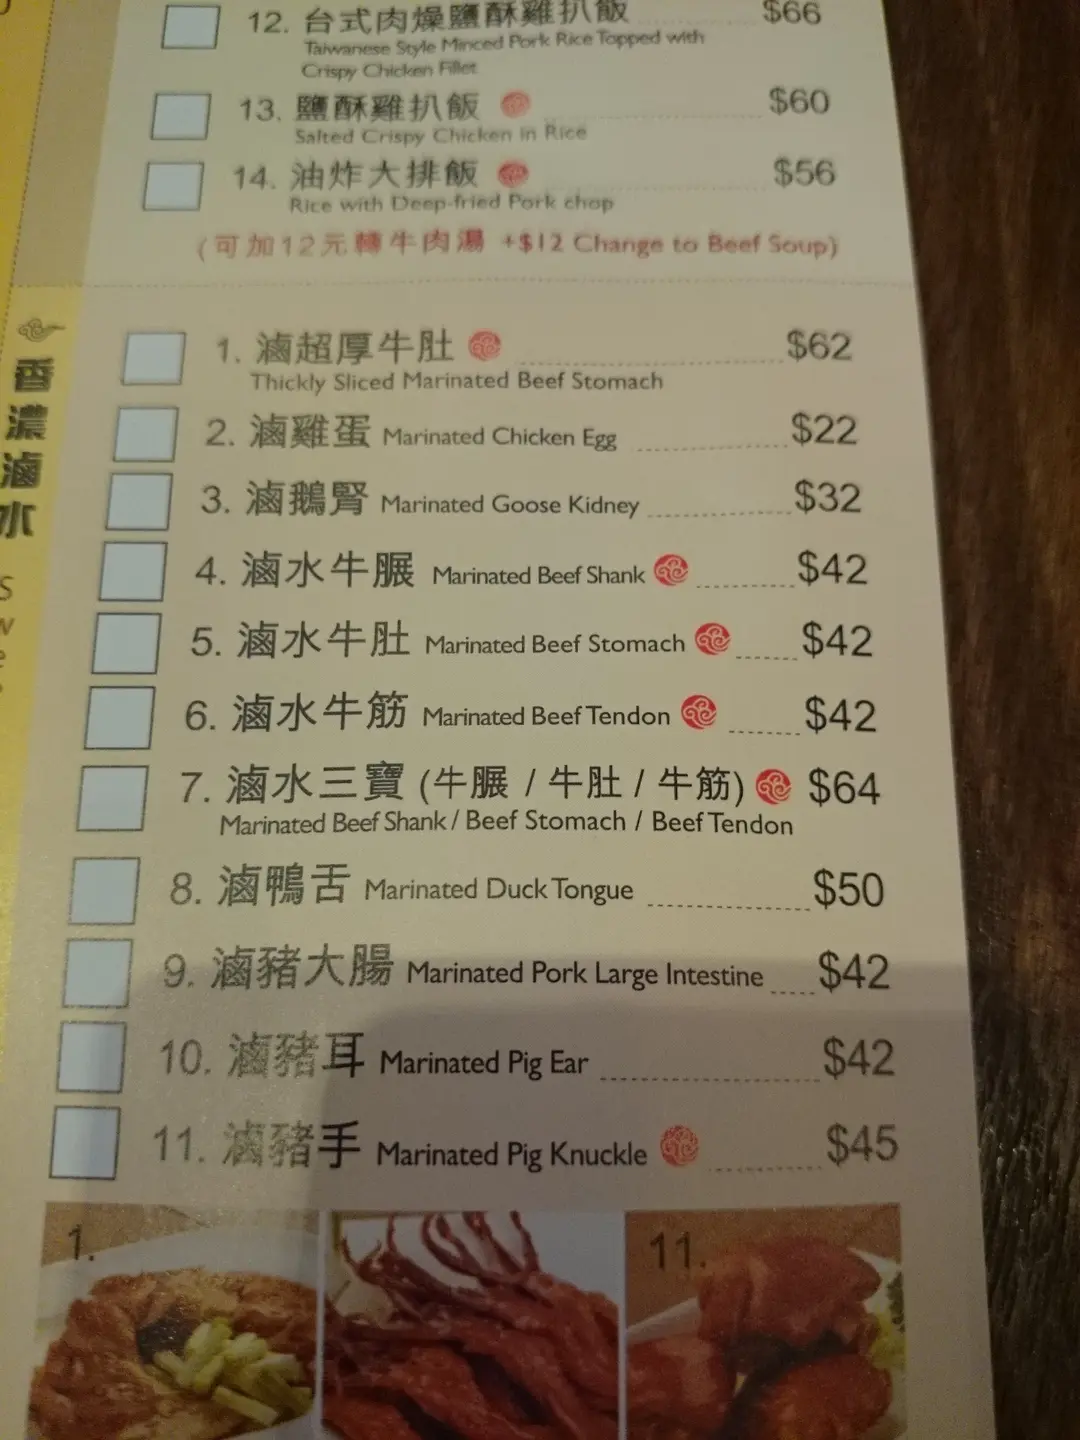 12. 台式肉燥鹽酥雞扒飯 $66
Taiwanese Style Minced Pork Rice Topped with
Crispy Chicken Fillet
13. 鹽酥雞扒飯 $60
Salted Crispy Chicken in Rice
14. 油炸大排飯 $56
Rice with Deep-fried Pork chop
(可加12元轉牛肉湯 +$12 Change to Beef Soup)
香濃滷水
1. 滷超厚牛肚 $62
Thickly Sliced Marinated Beef Stomach
2. 滷雞蛋 Marinated Chicken Egg $22
3. 滷鵝腎 Marinated Goose Kidney $32
4. 滷水牛𦟌 Marinated Beef Shank $42
5. 滷水牛肚 Marinated Beef Stomach $42
6. 滷水牛筋 Marinated Beef Tendon $42
7. 滷水三寶 (牛𦟌 / 牛肚 / 牛筋) $64
Marinated Beef Shank / Beef Stomach / Beef Tendon
8. 滷鴨舌 Marinated Duck Tongue $50
9. 滷豬大腸 Marinated Pork Large Intestine $42
10. 滷豬耳 Marinated Pig Ear $42
11. 滷豬手 Marinated Pig Knuckle $45
1.
11.